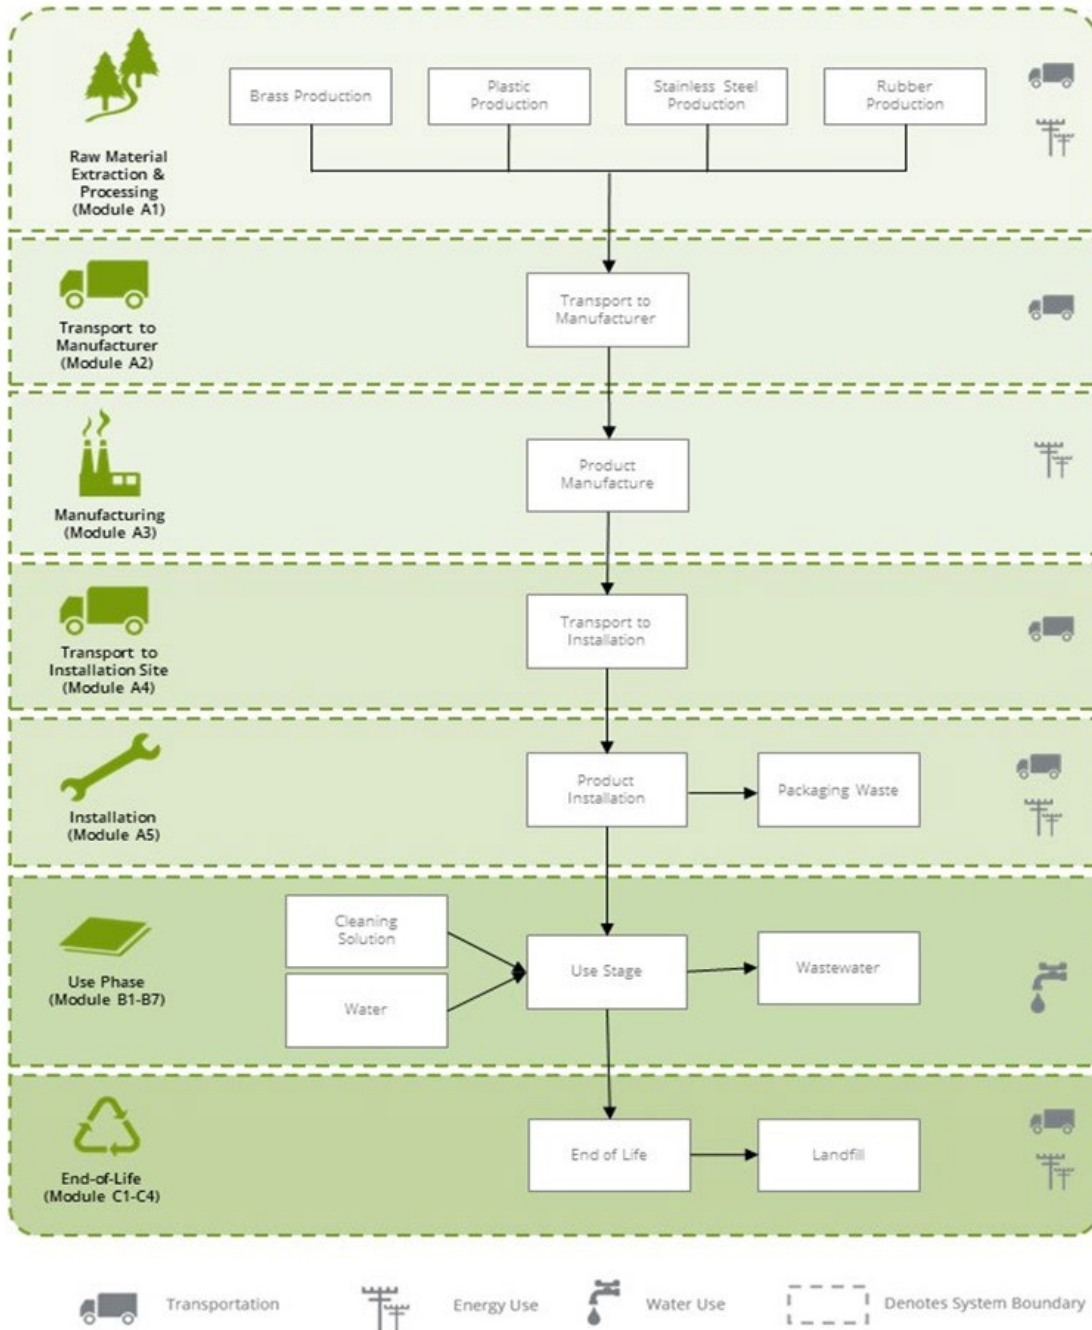 Brass Production
Plastic
Production
Stainless Steel
Production
Rubber
Production
Raw Material
Extraction &
Processing
(Module A1)
Transport to
Manufacturer
(Module A2)
Transport to
Manufacturer
Manufacturing
(Module A3)
Product
Manufacture
Transport to
Installation Site
(Module A4)
Transport to
Installation
Installation
(Module A5)
Product
Installation
Packaging Waste
Use Phase
(Module B1-B7)
Cleaning
Solution
Water
Use Stage
Wastewater
End-of-Life
(Module C1-C4)
End of Life
Landfill
Transportation
Energy Use
Water Use
Denotes System Boundary